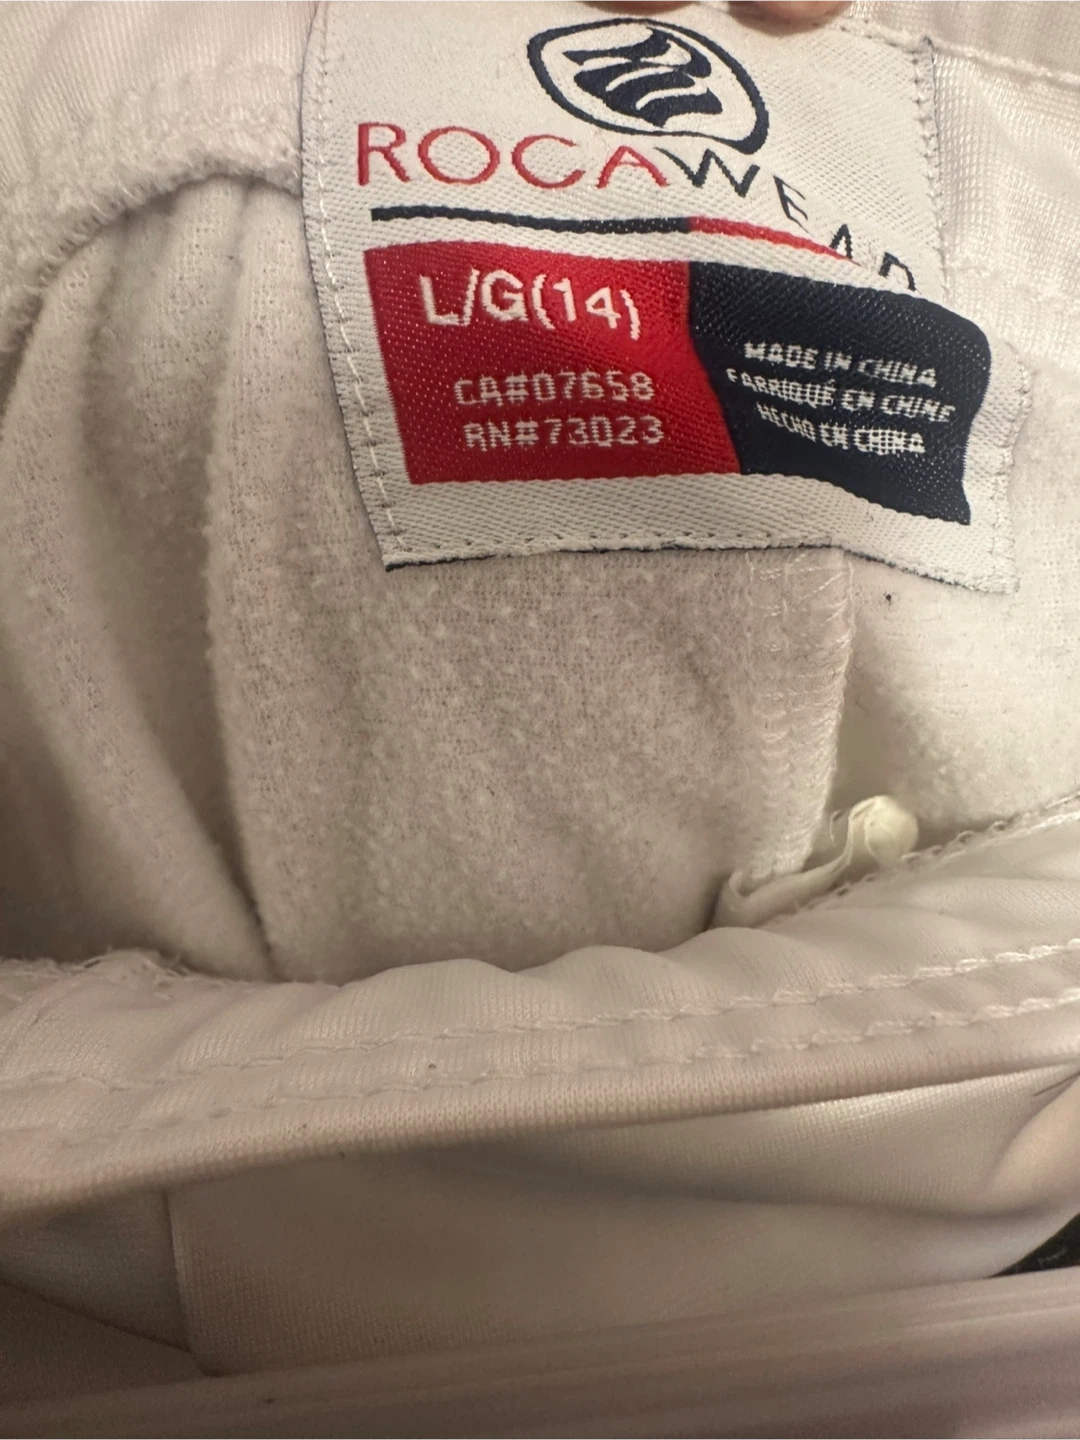 ROCAWEAR
L/G(14)
CA#07658
RN#73023
MADE IN CHINA
FABRIQUÉ EN CHINE
HECHO EN CHINA